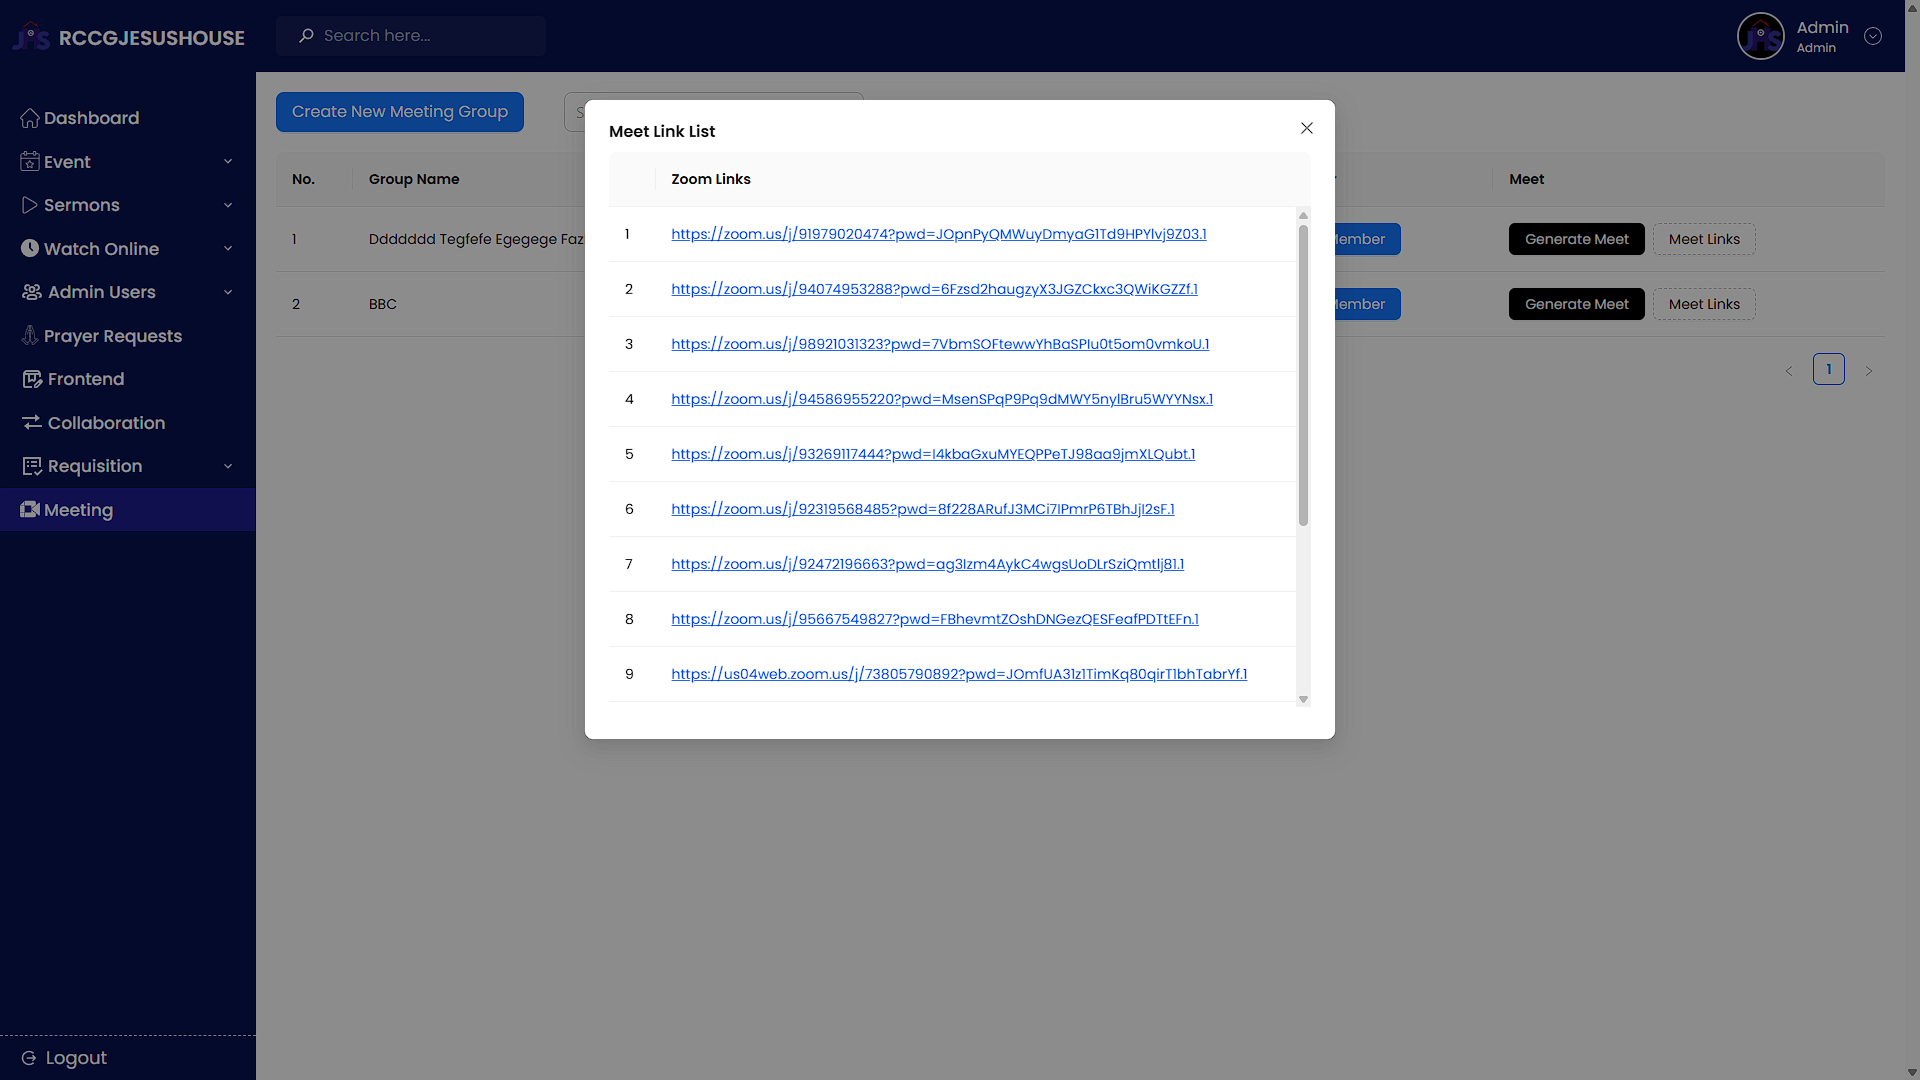 RCCGJESUSHOUSE
Search here...
Admin
Admin
Dashboard
Event
Sermons
Watch Online
Admin Users
Prayer Requests
Frontend
Collaboration
Requisition
Meeting
Logout
Create New Meeting Group
No.
Group Name
Meet
1
Ddddddd Tegfefe Egegege Faz
ember
Generate Meet
Meet Links
2
BBC
ember
Generate Meet
Meet Links
1
Meet Link List
Zoom Links
1
https://zoom.us/j/91979020474?pwd=JOpnPyQMWuyDmyaG1Td9HPYlvj9Z03.1
2
https://zoom.us/j/94074953288?pwd=6Fzsd2haugzyX3JGZCkxc3QWiKGZZf.1
3
https://zoom.us/j/98921031323?pwd=7VbmSOFtewwYhBaSPIu0t5om0vmkoU.1
4
https://zoom.us/j/94586955220?pwd=MsenSPqP9Pq9dMWY5nylBru5WYYNsx.1
5
https://zoom.us/j/93269117444?pwd=I4kbaGxuMYEQPPeTJ98aa9jmXLQubt.1
6
https://zoom.us/j/92319568485?pwd=8f228ARufJ3MCi7IPmrP6TBhJjI2sF.1
7
https://zoom.us/j/92472196663?pwd=ag3Izm4AykC4wgsUoDLrSziQmtlj81.1
8
https://zoom.us/j/95667549827?pwd=FBhevmtZOshDNGezQESFeafPDTtEFn.1
9
https://us04web.zoom.us/j/73805790892?pwd=JOmfUA31z1TimKq80qirT1bhTabrYf.1